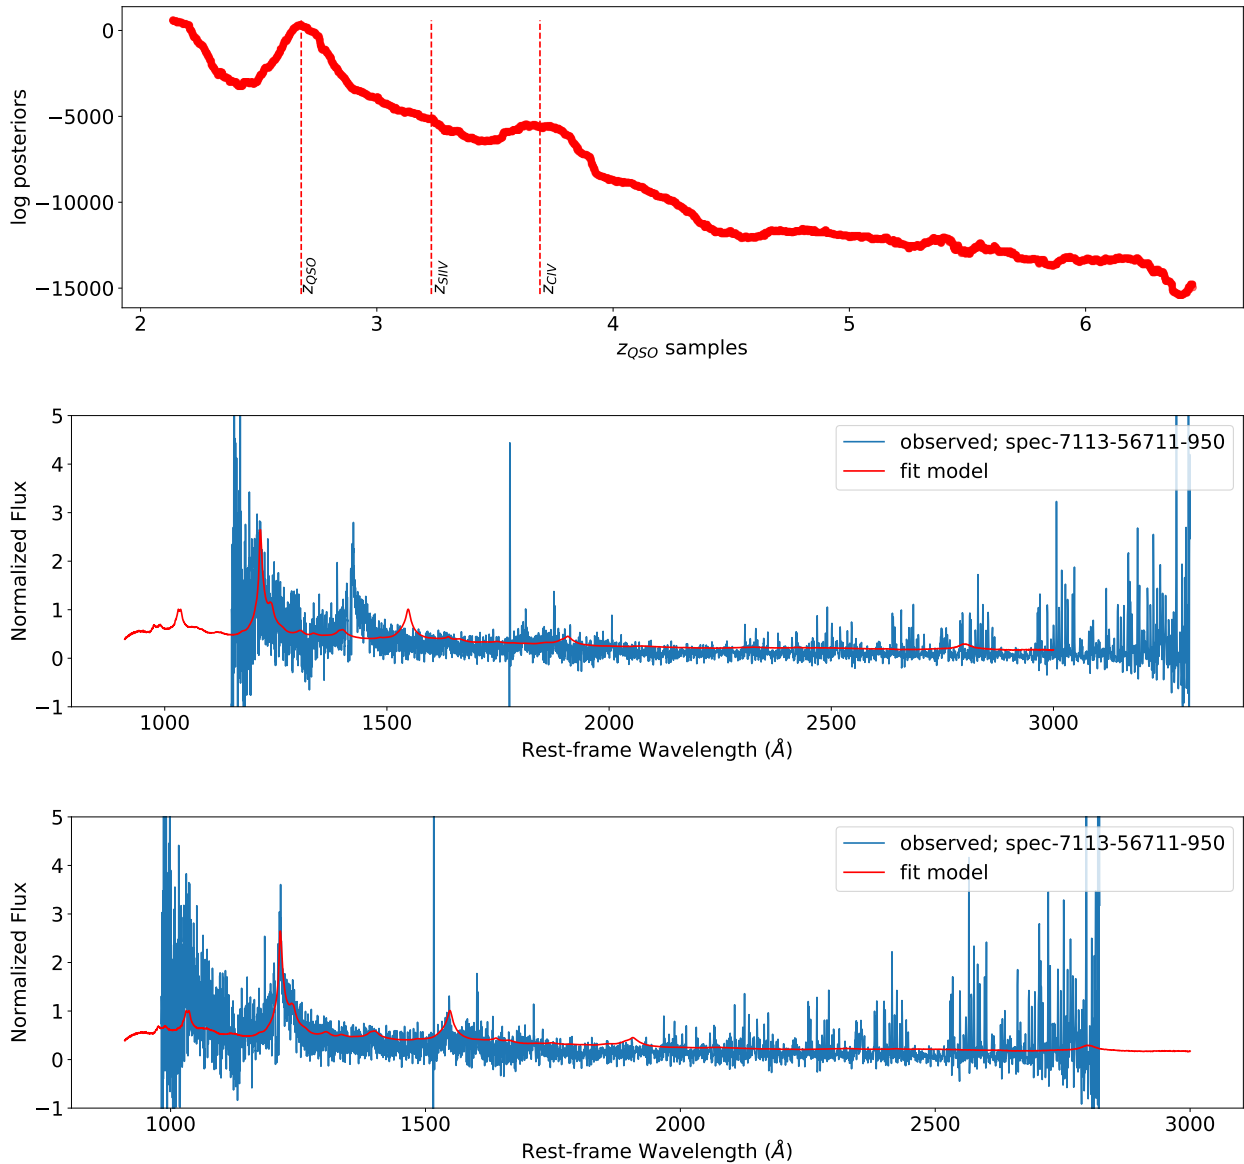 log posteriors
0
−5000
−10000
−15000
z_QSO
z_SIIV
z_CIV
2 3 4 5 6
z_QSO samples
Normalized Flux
5
4
3
2
1
0
−1
observed; spec-7113-56711-950
fit model
1000 1500 2000 2500 3000
Rest-frame Wavelength (Å)
Normalized Flux
5
4
3
2
1
0
−1
observed; spec-7113-56711-950
fit model
1000 1500 2000 2500 3000
Rest-frame Wavelength (Å)